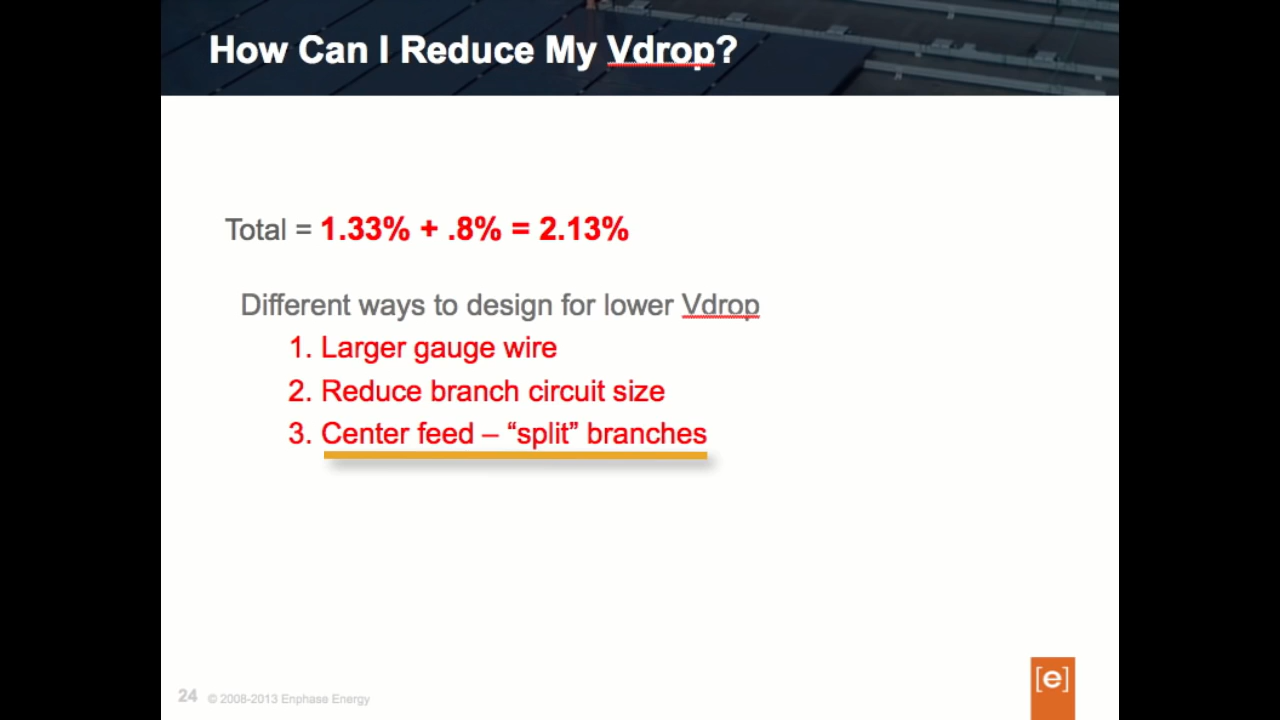 How Can I Reduce My Vdrop?
Total = 1.33% + .8% = 2.13%
Different ways to design for lower Vdrop
1. Larger gauge wire
2. Reduce branch circuit size
3. Center feed – “split” branches
24 © 2008-2013 Enphase Energy
[e]